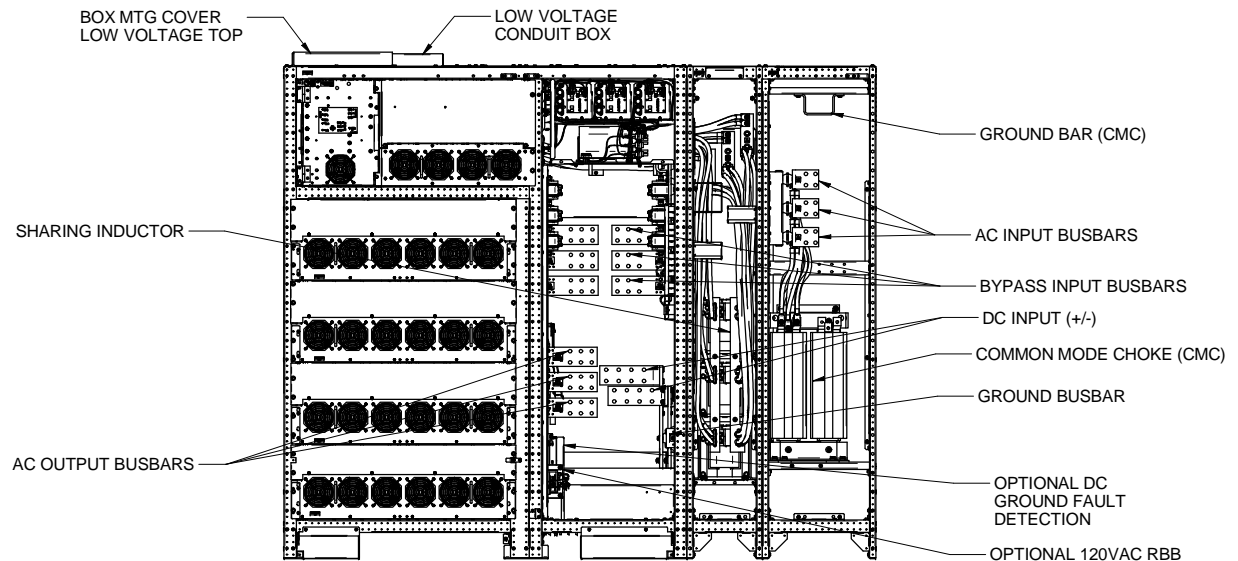 BOX MTG COVER
LOW VOLTAGE TOP
LOW VOLTAGE
CONDUIT BOX
GROUND BAR (CMC)
SHARING INDUCTOR
AC INPUT BUSBARS
BYPASS INPUT BUSBARS
DC INPUT (+/-)
COMMON MODE CHOKE (CMC)
GROUND BUSBAR
AC OUTPUT BUSBARS
OPTIONAL DC
GROUND FAULT
DETECTION
OPTIONAL 120VAC RBB